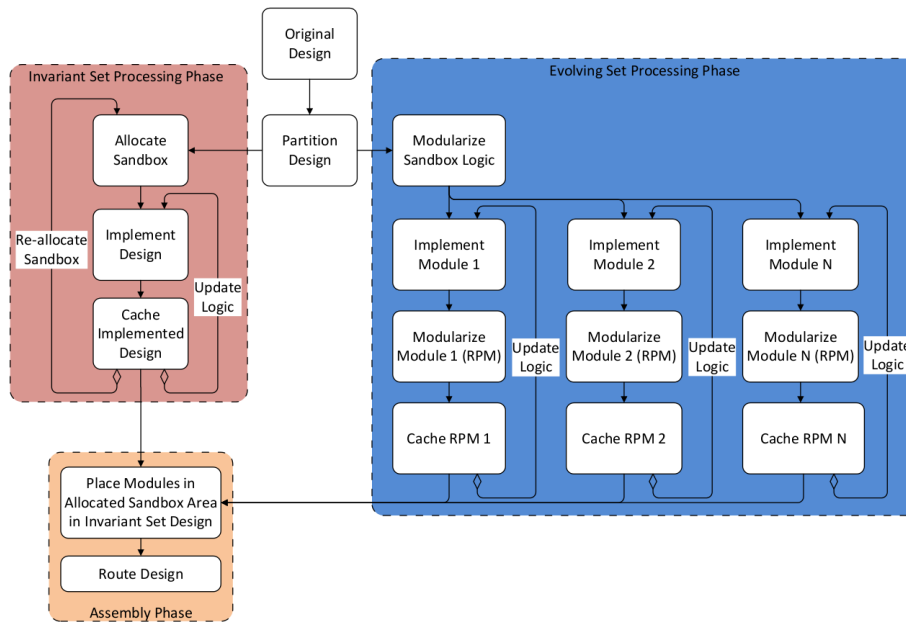 Original
Design
Invariant Set Processing Phase
Evolving Set Processing Phase
Allocate
Sandbox
Partition
Design
Modularize
Sandbox Logic
Re-allocate
Sandbox
Implement
Design
Update
Logic
Cache
Implemented
Design
Implement
Module 1
Implement
Module 2
Implement
Module N
Modularize
Module 1 (RPM)
Update
Logic
Modularize
Module 2 (RPM)
Update
Logic
Modularize
Module N (RPM)
Update
Logic
Cache RPM 1
Cache RPM 2
Cache RPM N
Place Modules in
Allocated Sandbox Area
in Invariant Set Design
Route Design
Assembly Phase